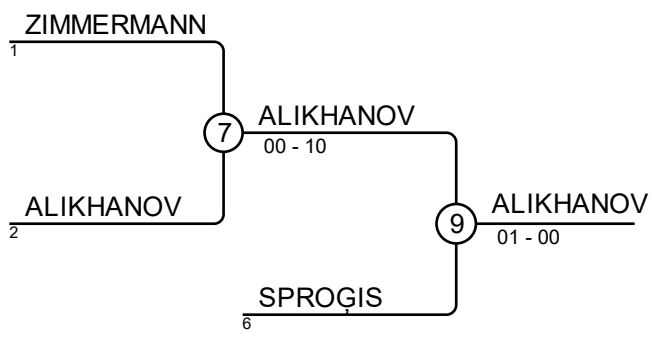 ZIMMERMANN
1
7
ALIKHANOV
00 - 10
ALIKHANOV
2
9
ALIKHANOV
01 - 00
SPROĢIS
6